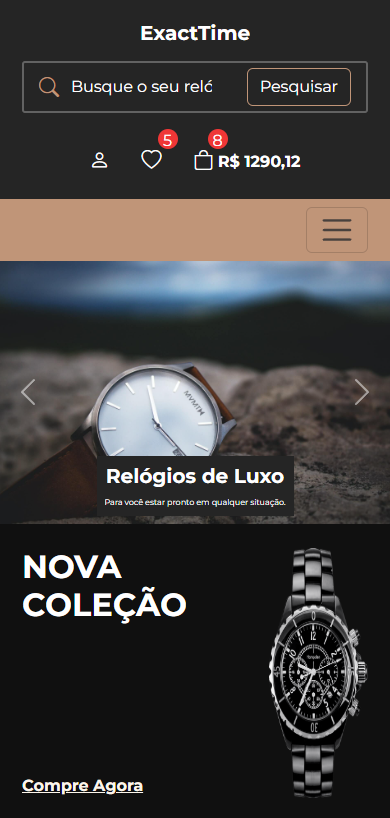 ExactTime
Busque o seu reló
Pesquisar
5
8
R$ 1290,12
MVMT
Relógios de Luxo
Para você estar pronto em qualquer situação.
NOVA
COLEÇÃO
Compre Agora